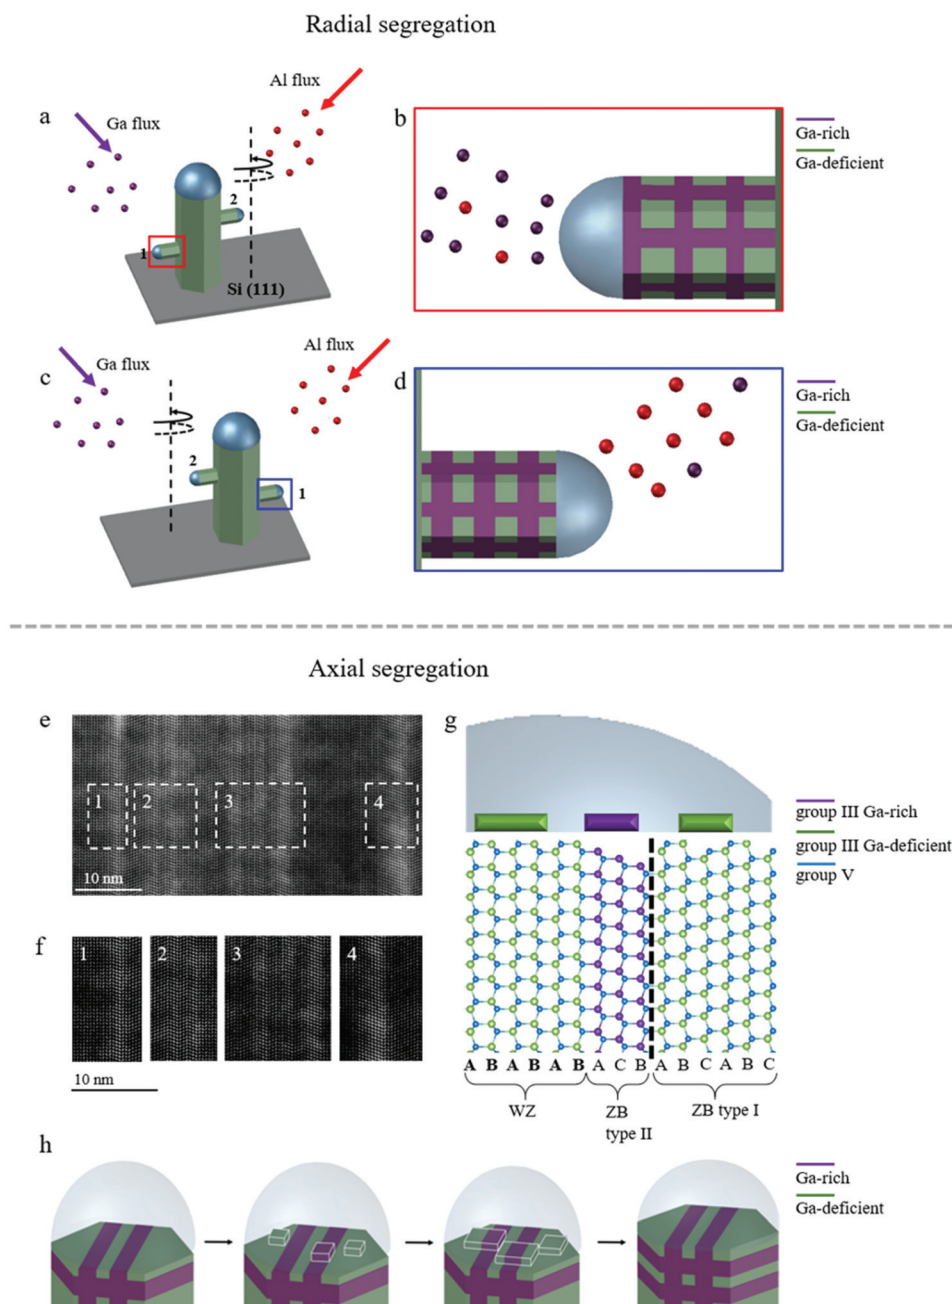 Radial segregation
a
Ga flux
Al flux
2
1
Si (111)
b
Ga-rich
Ga-deficient
c
Ga flux
Al flux
2
1
d
Ga-rich
Ga-deficient
Axial segregation
e
1
2
3
4
10 nm
f
1
2
3
4
10 nm
g
group III Ga-rich
group III Ga-deficient
group V
A B A B A B A C B A B C A B C
WZ
ZB
type II
ZB type I
h
Ga-rich
Ga-deficient